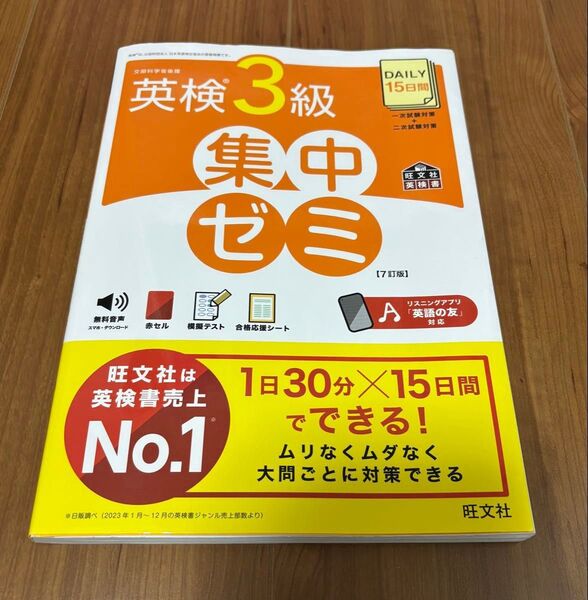 文部科学省後援
英検®3級
DAILY
15日間
一次試験対策
+
二次試験対策
旺文社
英検書
集中
ゼミ
【7訂版】
無料音声
スマホ・ダウンロード
赤セル
模擬テスト
合格応援シート
リスニングアプリ
「英語の友」
対応
旺文社は
英検書売上
No.1※
1日30分×15日間
でできる!
ムリなくムダなく
大問ごとに対策できる
※日販調べ(2023年1月~12月の英検書ジャンル売上部数より)
旺文社